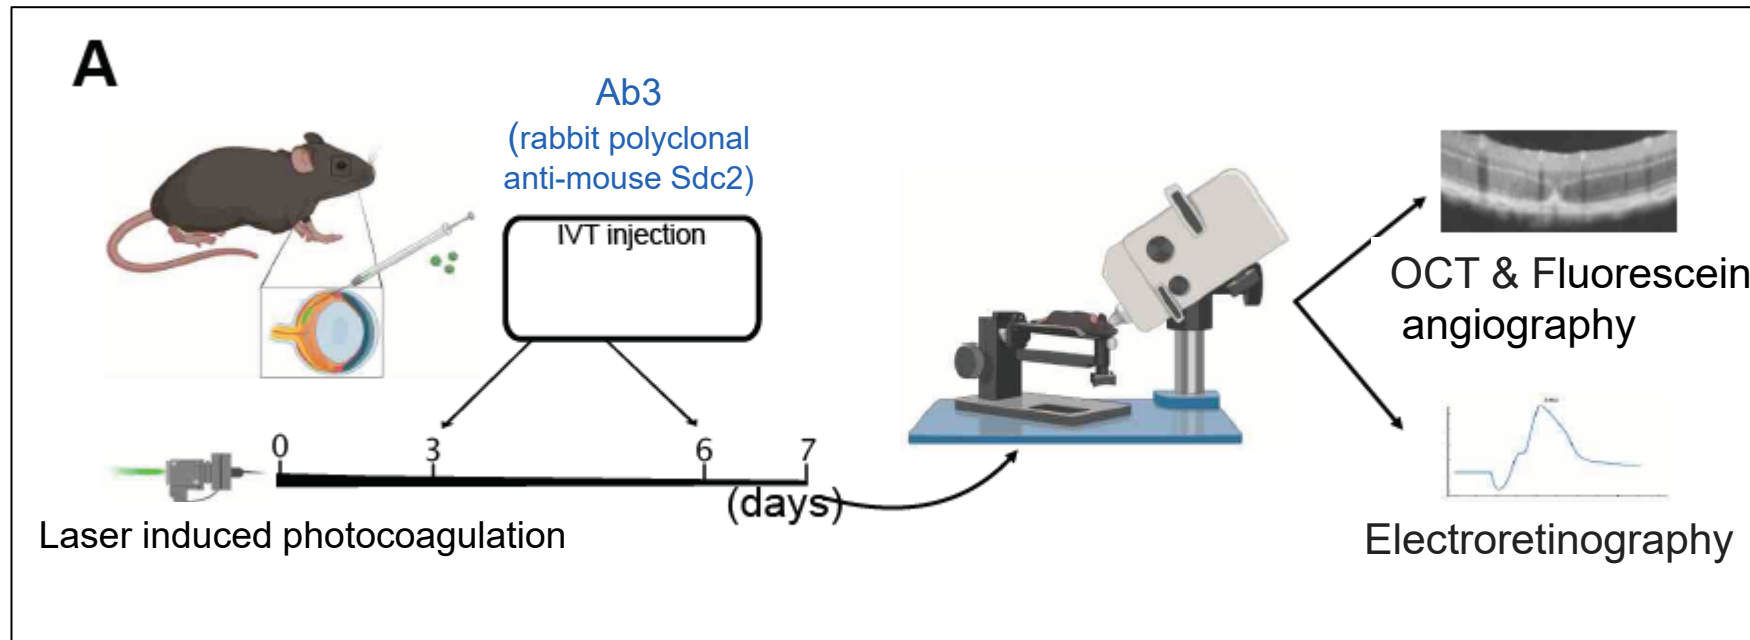 A
Ab3
(rabbit polyclonal
anti-mouse Sdc2)
IVT injection
0
3
6
7
(days)
Laser induced photocoagulation
OCT & Fluorescein
angiography
Electroretinography